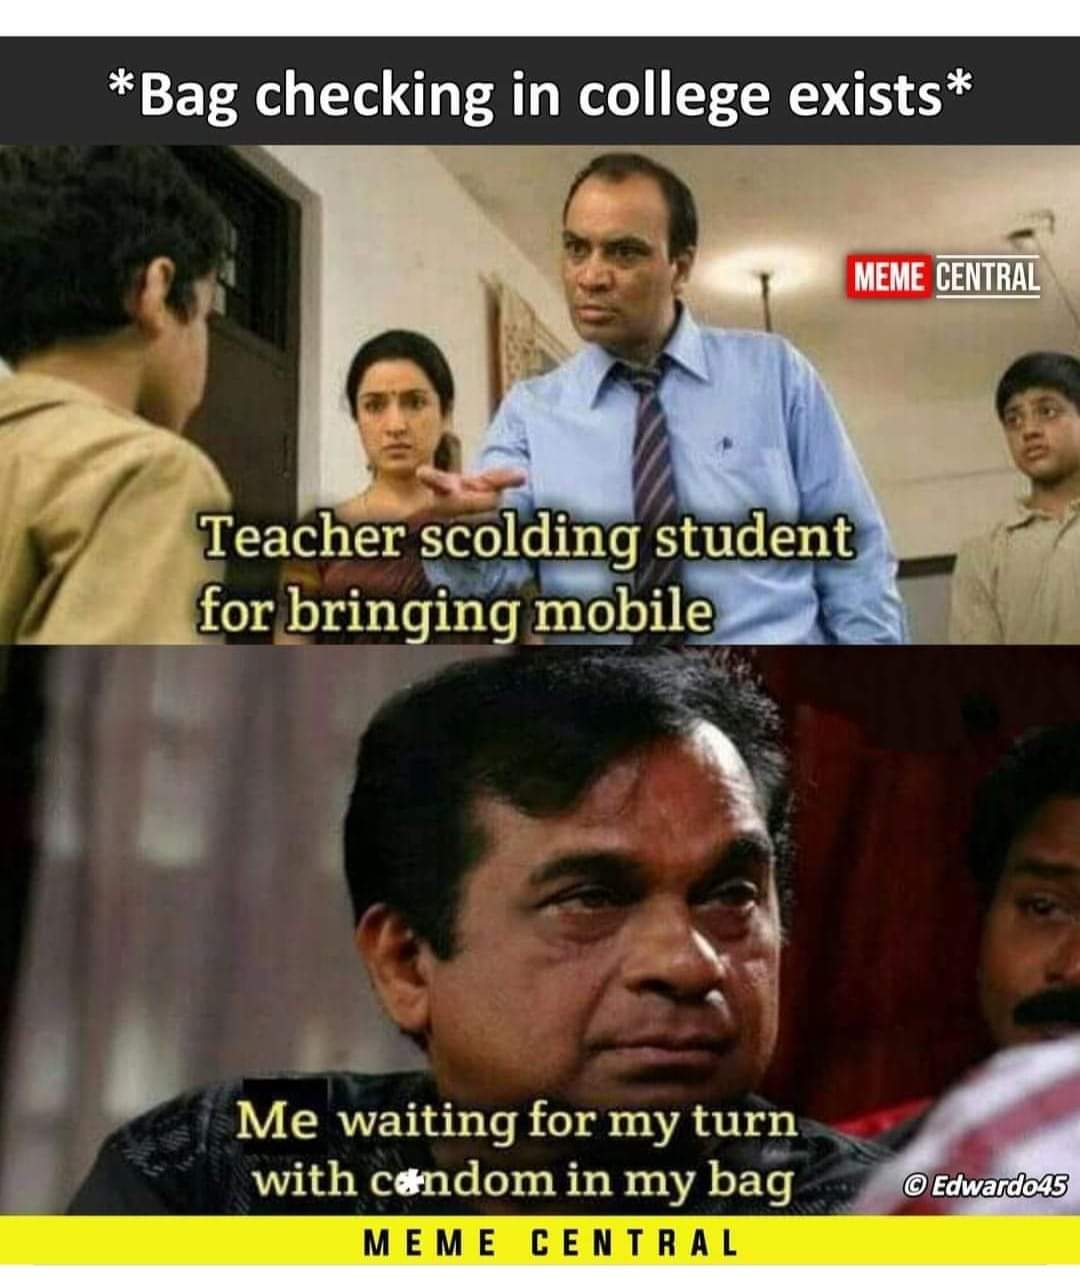 *Bag checking in college exists*
MEME CENTRAL
Teacher scolding student
for bringing mobile
Me waiting for my turn
with c*ndom in my bag
© Edwardo45
MEME CENTRAL